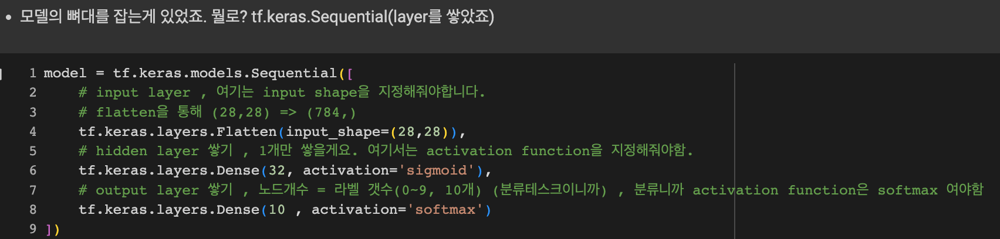 • 모델의 뼈대를 잡는게 있었죠. 뭘로? tf.keras.Sequential(layer를 쌓았죠)
1 model = tf.keras.models.Sequential([
2     # input layer , 여기는 input shape을 지정해줘야합니다.
3     # flatten을 통해 (28,28) => (784,)
4     tf.keras.layers.Flatten(input_shape=(28,28)),
5     # hidden layer 쌓기 , 1개만 쌓을게요. 여기서는 activation function을 지정해줘야함.
6     tf.keras.layers.Dense(32, activation='sigmoid'),
7     # output layer 쌓기 , 노드개수 = 라벨 갯수(0~9, 10개) (분류테스크이니까) , 분류니까 activation function은 softmax 여야함
8     tf.keras.layers.Dense(10 , activation='softmax')
9 ])